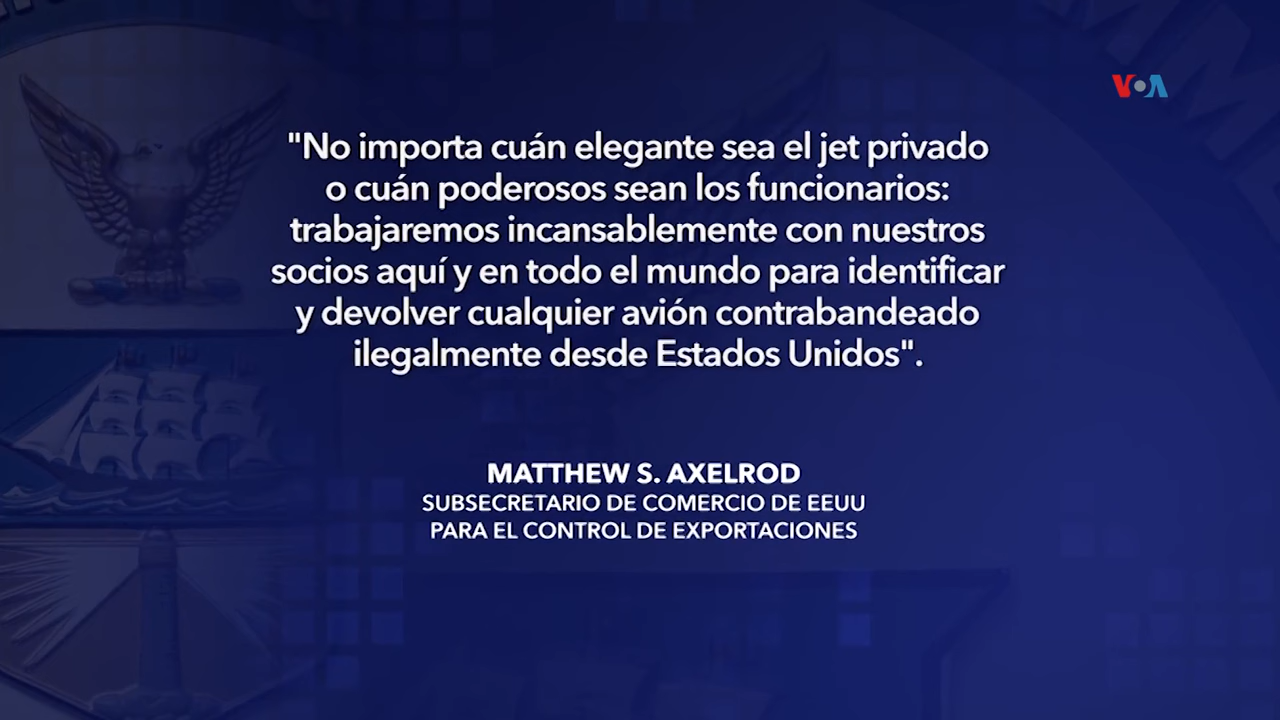 VOA
"No importa cuán elegante sea el jet privado
o cuán poderosos sean los funcionarios:
trabajaremos incansablemente con nuestros
socios aquí y en todo el mundo para identificar
y devolver cualquier avión contrabandeado
ilegalmente desde Estados Unidos".
MATTHEW S. AXELROD
SUBSECRETARIO DE COMERCIO DE EEUU
PARA EL CONTROL DE EXPORTACIONES